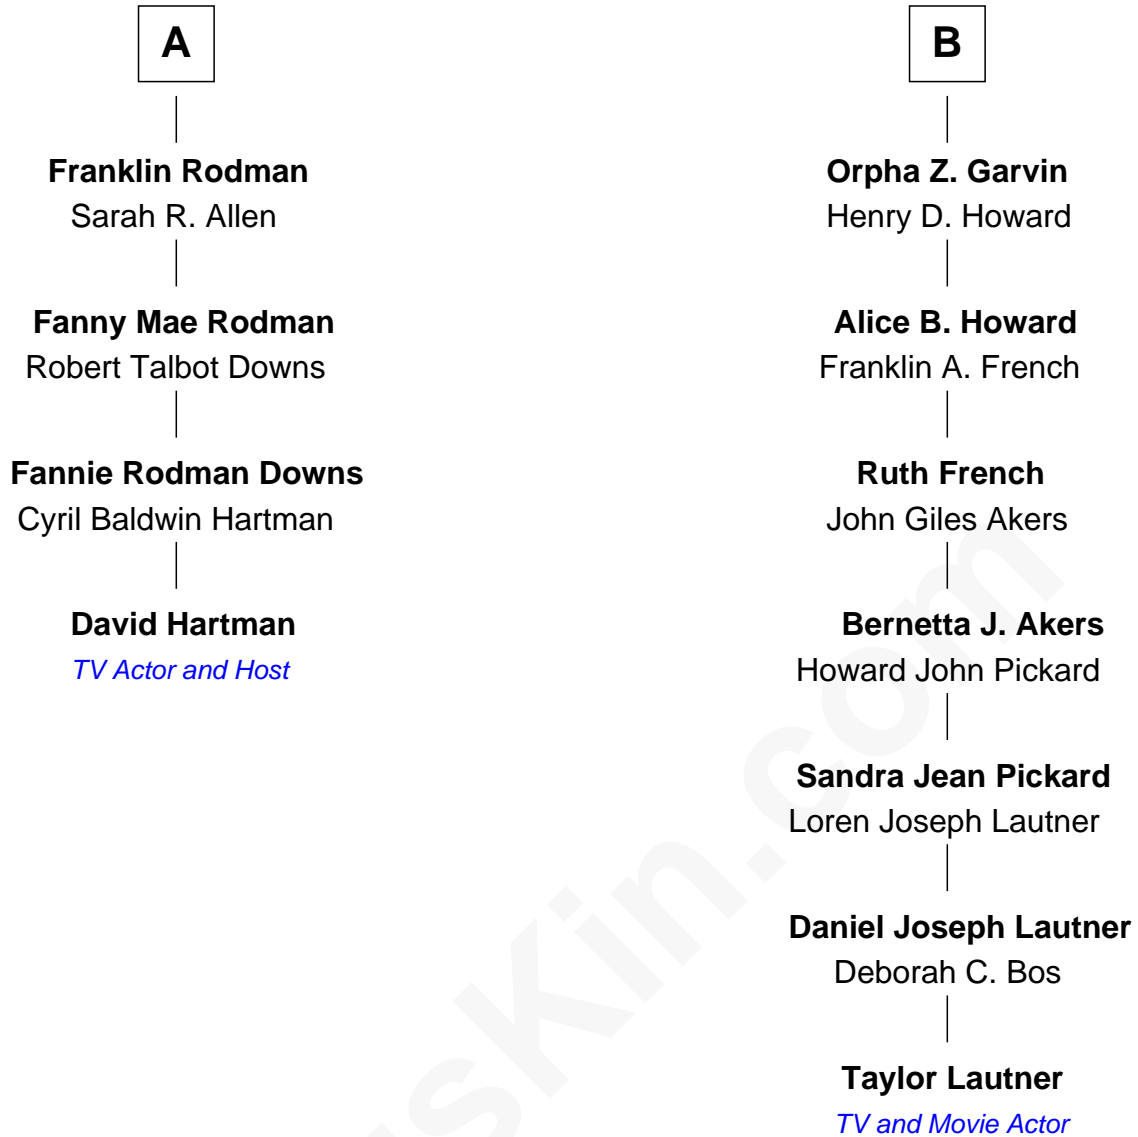 A
Franklin Rodman
Sarah R. Allen
Fanny Mae Rodman
Robert Talbot Downs
Fannie Rodman Downs
Cyril Baldwin Hartman
David Hartman
TV Actor and Host
B
Orpha Z. Garvin
Henry D. Howard
Alice B. Howard
Franklin A. French
Ruth French
John Giles Akers
Bernetta J. Akers
Howard John Pickard
Sandra Jean Pickard
Loren Joseph Lautner
Daniel Joseph Lautner
Deborah C. Bos
Taylor Lautner
TV and Movie Actor
sKin.com